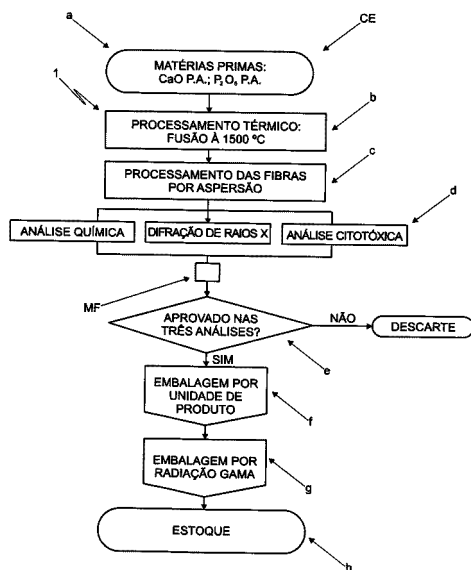 a
CE
MATÉRIAS PRIMAS:
CaO P.A.; P₂O₅ P.A.
1
b
PROCESSAMENTO TÉRMICO:
FUSÃO À 1500 ºC
c
PROCESSAMENTO DAS FIBRAS
POR ASPERSÃO
d
ANÁLISE QUÍMICA
DIFRAÇÃO DE RAIOS X
ANÁLISE CITOTÓXICA
MF
APROVADO NAS
TRÊS ANÁLISES?
NÃO
DESCARTE
SIM
e
EMBALAGEM POR
UNIDADE DE
PRODUTO
f
EMBALAGEM POR
RADIAÇÃO GAMA
g
ESTOQUE
h